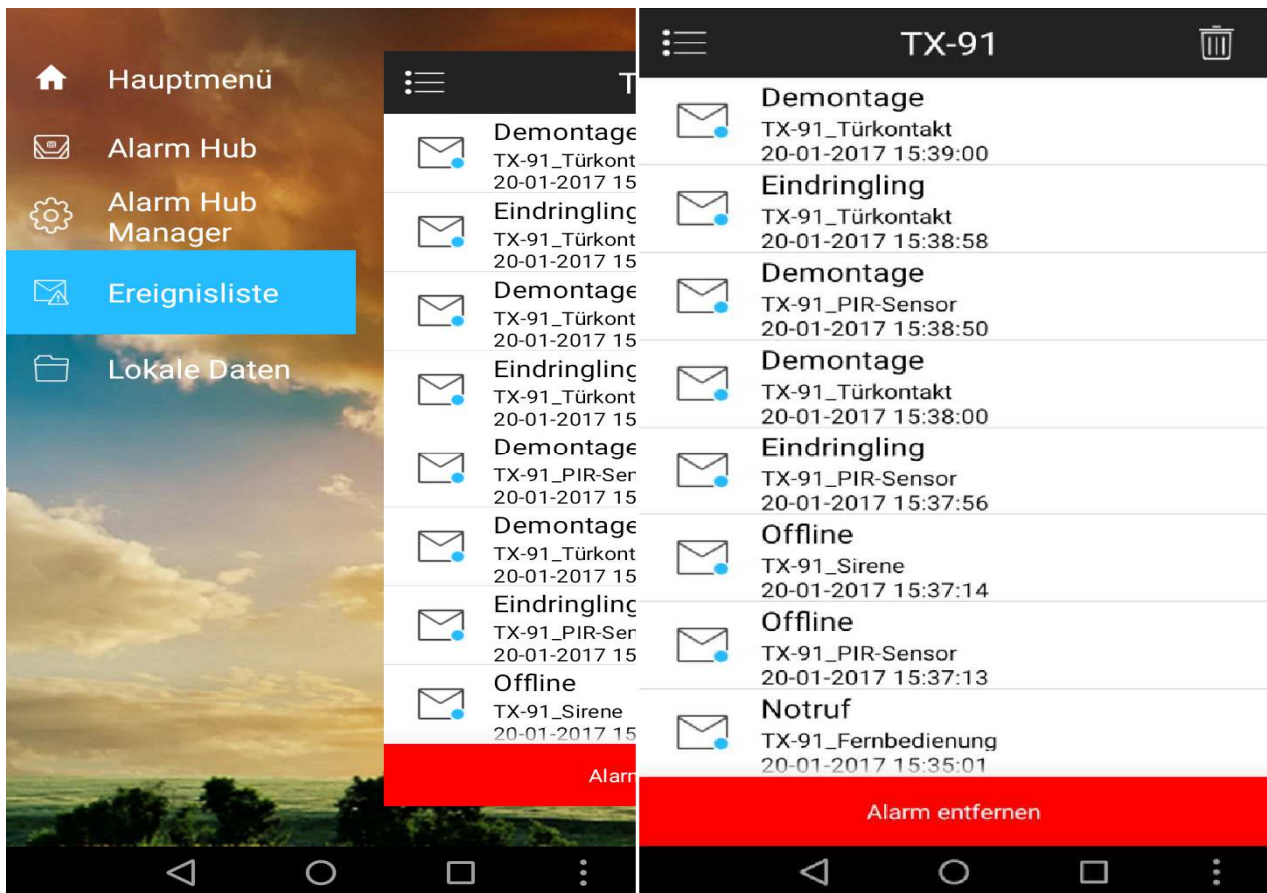 Hauptmenü
Alarm Hub
Alarm Hub
Manager
Ereignisliste
Lokale Daten
Demontage
TX-91_Türkont
20-01-2017 15
Eindringling
TX-91_Türkont
20-01-2017 15
Demontage
TX-91_Türkont
20-01-2017 15
Eindringling
TX-91_Türkont
20-01-2017 15
Demontage
TX-91_PIR-Sen
20-01-2017 15
Demontage
TX-91_Türkont
20-01-2017 15
Eindringling
TX-91_PIR-Sen
20-01-2017 15
Offline
TX-91_Sirene
20-01-2017 15
Alarm
TX-91
Demontage
TX-91_Türkontakt
20-01-2017 15:39:00
Eindringling
TX-91_Türkontakt
20-01-2017 15:38:58
Demontage
TX-91_PIR-Sensor
20-01-2017 15:38:50
Demontage
TX-91_Türkontakt
20-01-2017 15:38:00
Eindringling
TX-91_PIR-Sensor
20-01-2017 15:37:56
Offline
TX-91_Sirene
20-01-2017 15:37:14
Offline
TX-91_PIR-Sensor
20-01-2017 15:37:13
Notruf
TX-91_Fernbedienung
20-01-2017 15:35:01
Alarm entfernen